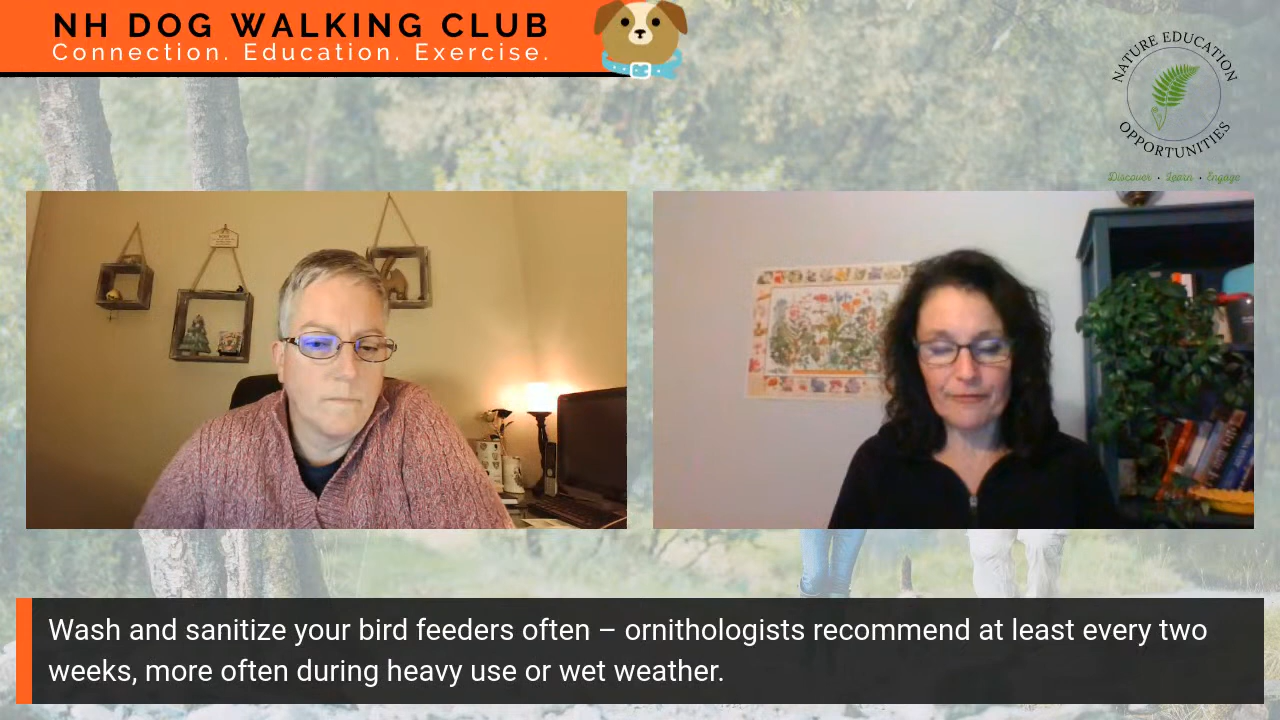 NH DOG WALKING CLUB
Connection. Education. Exercise.
NATURE EDUCATION
OPPORTUNITIES
Discover • Learn • Engage
Wash and sanitize your bird feeders often – ornithologists recommend at least every two
weeks, more often during heavy use or wet weather.